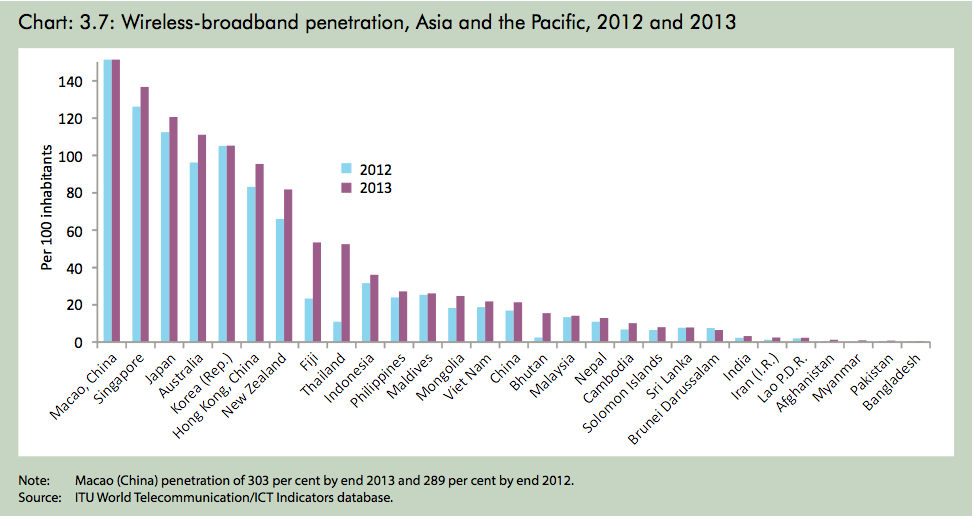 Chart: 3.7: Wireless-broadband penetration, Asia and the Pacific, 2012 and 2013
Per 100 inhabitants
140
120
100
80
60
40
20
0
2012
2013
Macao, China
Singapore
Japan
Australia
Korea (Rep.)
Hong Kong, China
New Zealand
Fiji
Thailand
Indonesia
Philippines
Maldives
Mongolia
Viet Nam
China
Bhutan
Malaysia
Nepal
Cambodia
Solomon Islands
Sri Lanka
Brunei Darussalam
India
Iran (I.R.)
Lao P.D.R.
Afghanistan
Myanmar
Pakistan
Bangladesh
Note: Macao (China) penetration of 303 per cent by end 2013 and 289 per cent by end 2012.
Source: ITU World Telecommunication/ICT Indicators database.